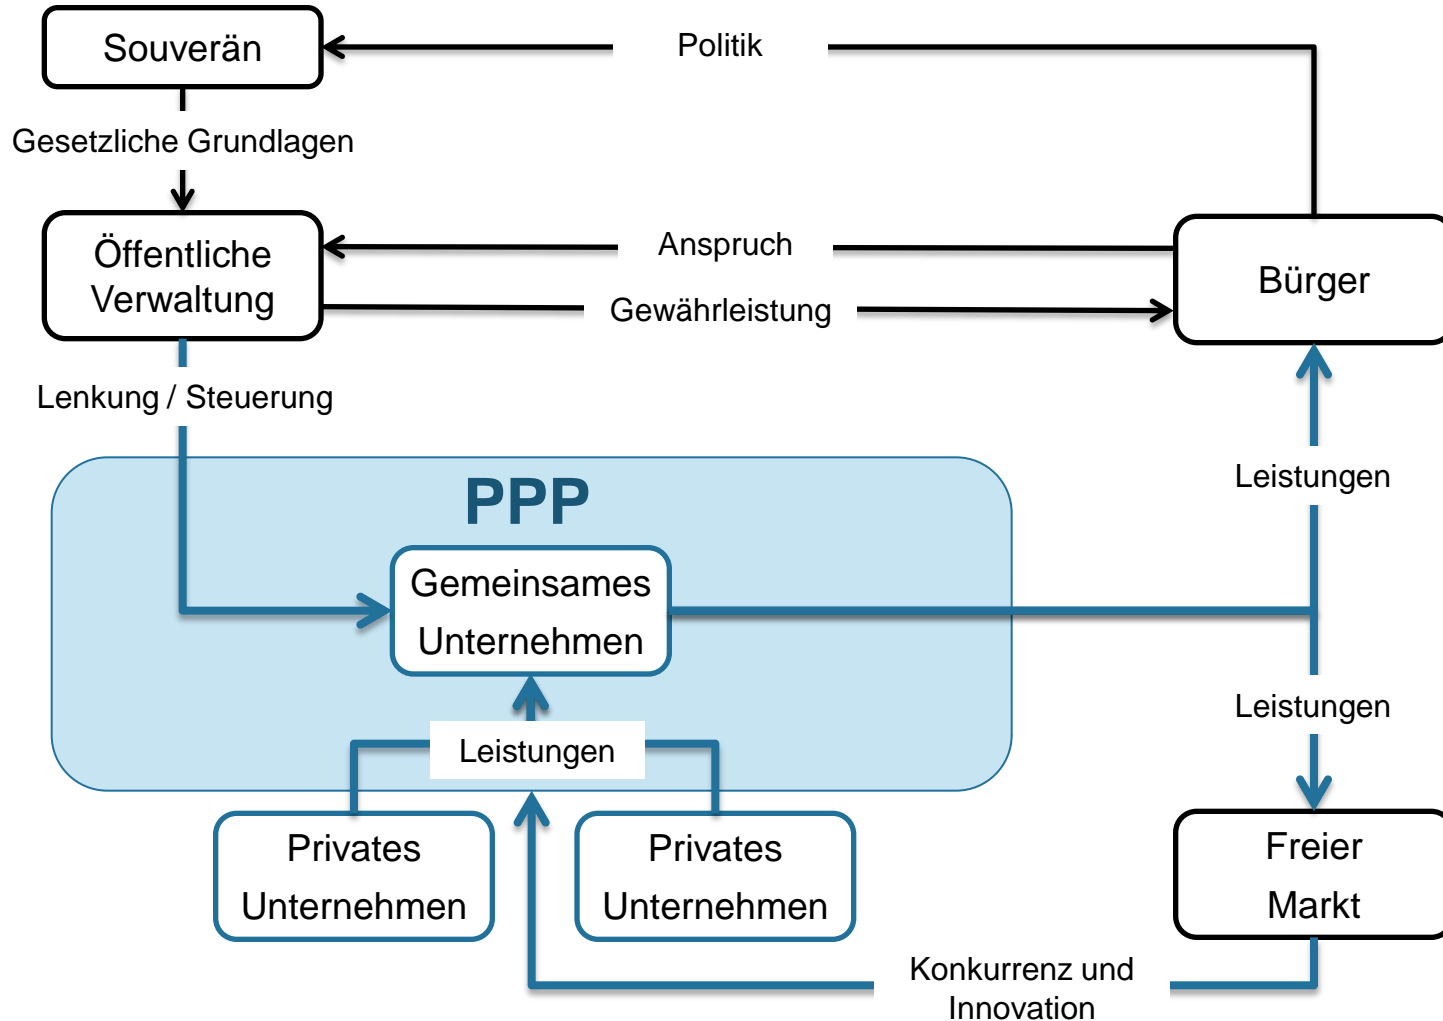 Souverän
Politik
Gesetzliche Grundlagen
Öffentliche
Verwaltung
Anspruch
Gewährleistung
Bürger
Lenkung / Steuerung
PPP
Gemeinsames
Unternehmen
Leistungen
Leistungen
Leistungen
Privates
Unternehmen
Privates
Unternehmen
Freier
Markt
Konkurrenz und
Innovation